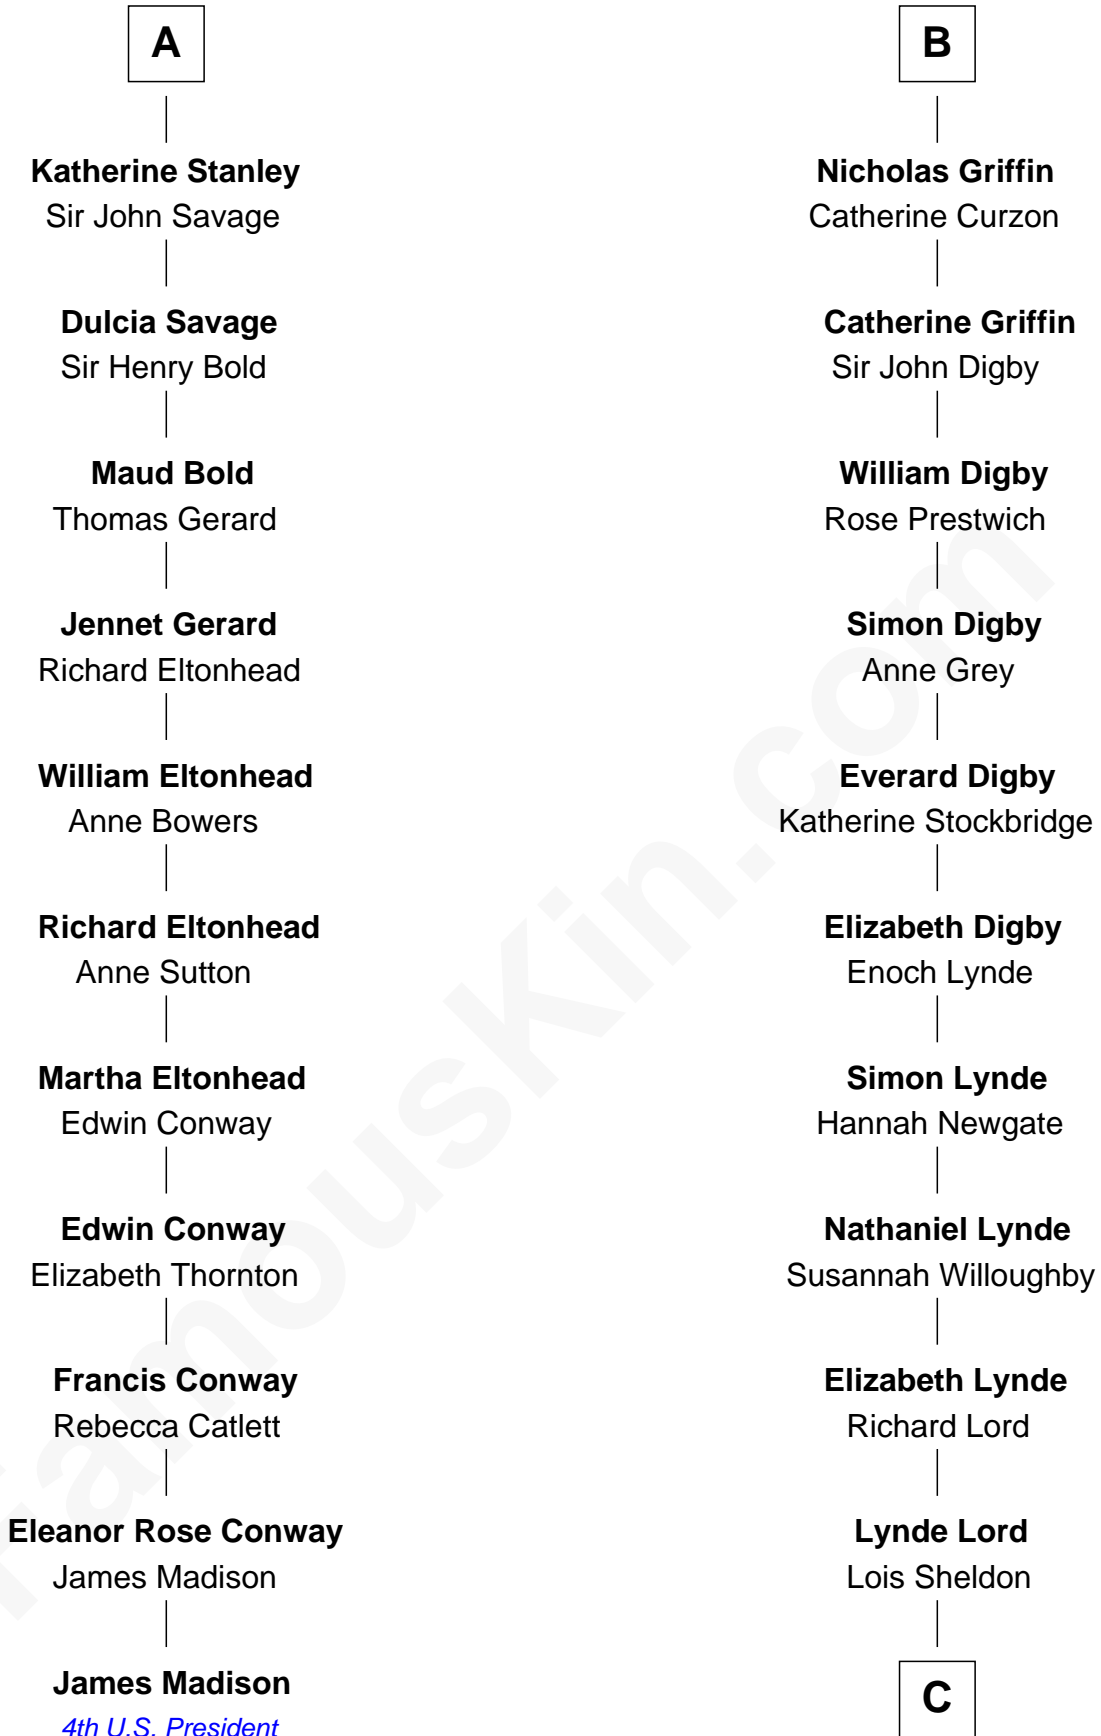 A
Katherine Stanley
Sir John Savage
Dulcia Savage
Sir Henry Bold
Maud Bold
Thomas Gerard
Jennet Gerard
Richard Eltonhead
William Eltonhead
Anne Bowers
Richard Eltonhead
Anne Sutton
Martha Eltonhead
Edwin Conway
Edwin Conway
Elizabeth Thornton
Francis Conway
Rebecca Catlett
Eleanor Rose Conway
James Madison
James Madison
4th U.S. President
B
Nicholas Griffin
Catherine Curzon
Catherine Griffin
Sir John Digby
William Digby
Rose Prestwich
Simon Digby
Anne Grey
Everard Digby
Katherine Stockbridge
Elizabeth Digby
Enoch Lynde
Simon Lynde
Hannah Newgate
Nathaniel Lynde
Susannah Willoughby
Elizabeth Lynde
Richard Lord
Lynde Lord
Lois Sheldon
C
FamousKin.com